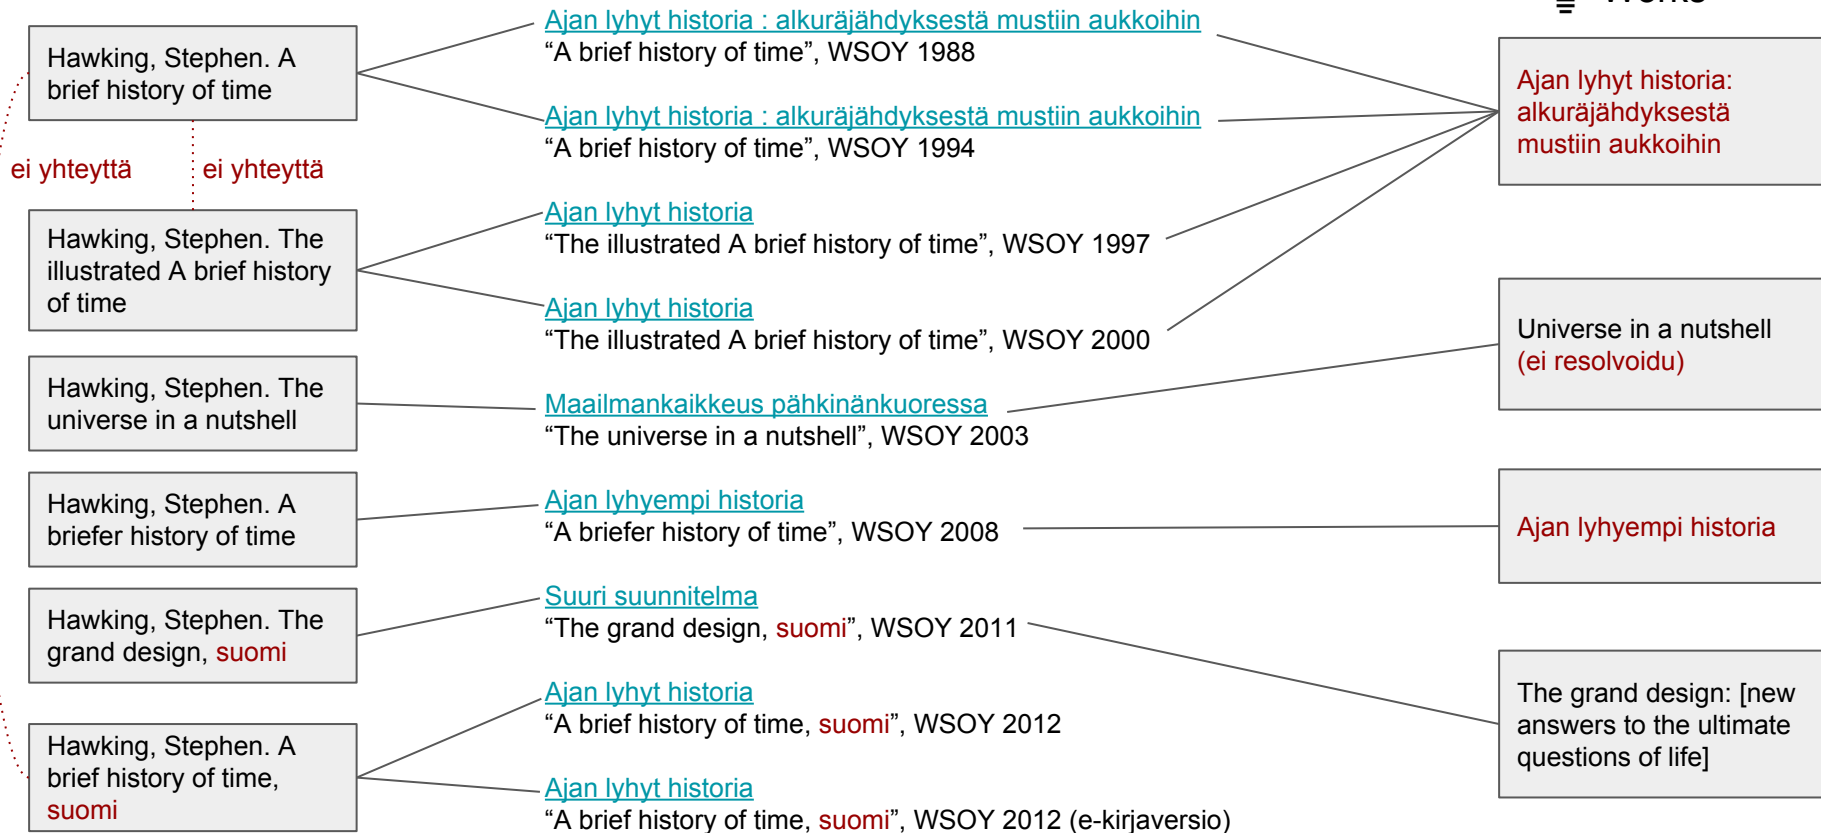 Works
Hawking, Stephen. A
brief history of time
ei yhteyttä
ei yhteyttä
Hawking, Stephen. The
illustrated A brief history
of time
Hawking, Stephen. The
universe in a nutshell
Hawking, Stephen. A
briefer history of time
Hawking, Stephen. The
grand design, suomi
Hawking, Stephen. A
brief history of time,
suomi
Ajan lyhyt historia : alkuräjähdyksestä mustiin aukkoihin
“A brief history of time”, WSOY 1988
Ajan lyhyt historia : alkuräjähdyksestä mustiin aukkoihin
“A brief history of time”, WSOY 1994
Ajan lyhyt historia
“The illustrated A brief history of time”, WSOY 1997
Ajan lyhyt historia
“The illustrated A brief history of time”, WSOY 2000
Maailmankaikkeus pähkinänkuoressa
“The universe in a nutshell”, WSOY 2003
Ajan lyhyempi historia
“A briefer history of time”, WSOY 2008
Suuri suunnitelma
“The grand design, suomi”, WSOY 2011
Ajan lyhyt historia
“A brief history of time, suomi”, WSOY 2012
Ajan lyhyt historia
“A brief history of time, suomi”, WSOY 2012 (e-kirjaversio)
Ajan lyhyt historia:
alkuräjähdyksestä
mustiin aukkoihin
Universe in a nutshell
(ei resolvoidu)
Ajan lyhyempi historia
The grand design: [new
answers to the ultimate
questions of life]